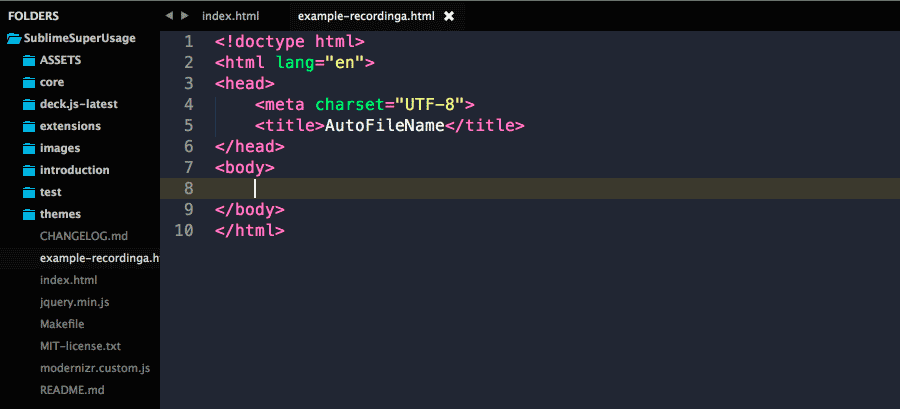 FOLDERS
SublimeSuperUsage
ASSETS
core
deck.js-latest
extensions
images
introduction
test
themes
CHANGELOG.md
example-recordinga.ht
index.html
jquery.min.js
Makefile
MIT-license.txt
modernizr.custom.js
README.md
index.html example-recordinga.html
1 <!doctype html>
2 <html lang="en">
3 <head>
4     <meta charset="UTF-8">
5     <title>AutoFileName</title>
6 </head>
7 <body>
8
9 </body>
10 </html>